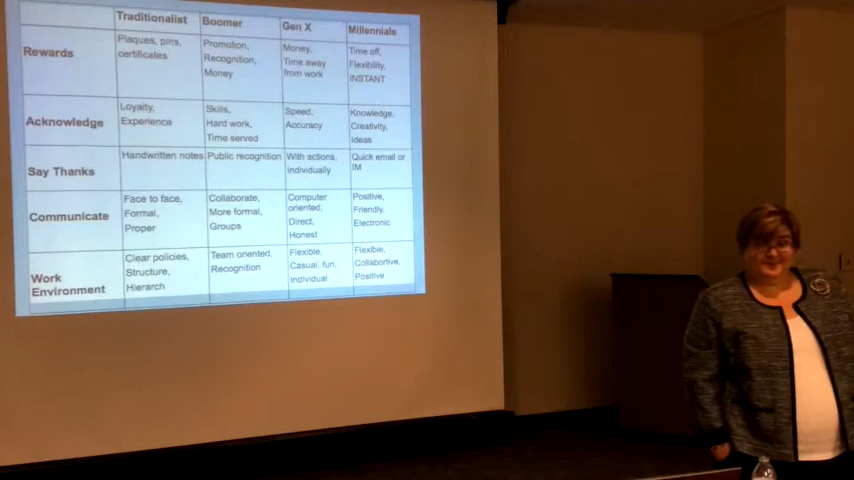 Traditionalist Boomer Gen X Millennials
Rewards
Plaques, pins,
certificates
Promotion,
Recognition,
Money
Money,
Time away
from work
Time off,
Flexibility,
INSTANT
Acknowledge
Loyalty,
Experience
Skills,
Hard work,
Time served
Speed,
Accuracy
Knowledge,
Creativity,
Ideas
Say Thanks
Handwritten notes
Public recognition
With actions,
individually
Quick email or
IM
Communicate
Face to face,
Formal,
Proper
Collaborate,
More formal,
Groups
Computer
oriented,
Direct,
Honest
Positive,
Friendly,
Electronic
Work
Environment
Clear policies,
Structure,
Hierarch
Team oriented,
Recognition
Flexible,
Casual, fun,
individual
Flexible,
Collabortive,
Positive